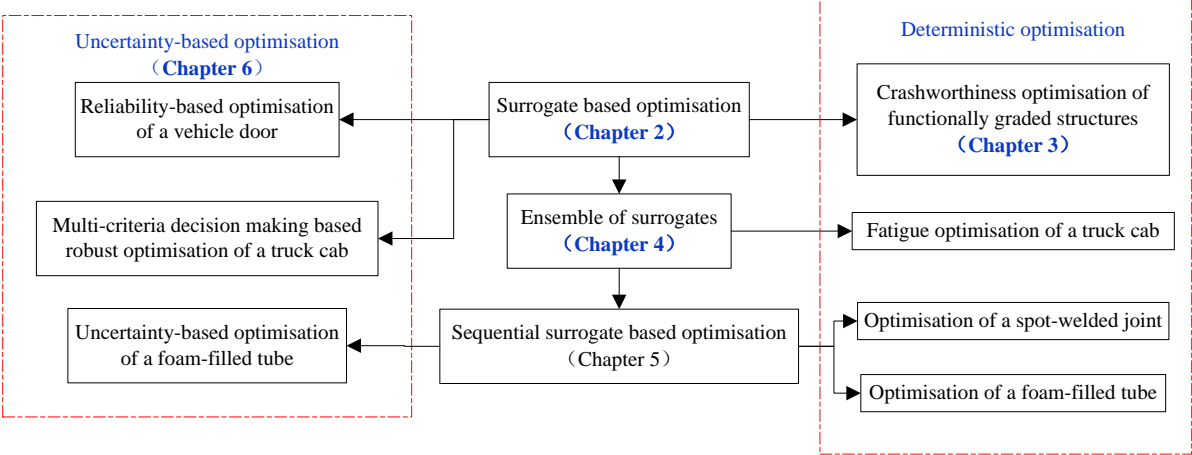 Uncertainty-based optimisation
（Chapter 6）
Reliability-based optimisation
of a vehicle door
Multi-criteria decision making based
robust optimisation of a truck cab
Uncertainty-based optimisation
of a foam-filled tube
Surrogate based optimisation
（Chapter 2）
Ensemble of surrogates
（Chapter 4）
Sequential surrogate based optimisation
（Chapter 5）
Deterministic optimisation
Crashworthiness optimisation of
functionally graded structures
（Chapter 3）
Fatigue optimisation of a truck cab
Optimisation of a spot-welded joint
Optimisation of a foam-filled tube